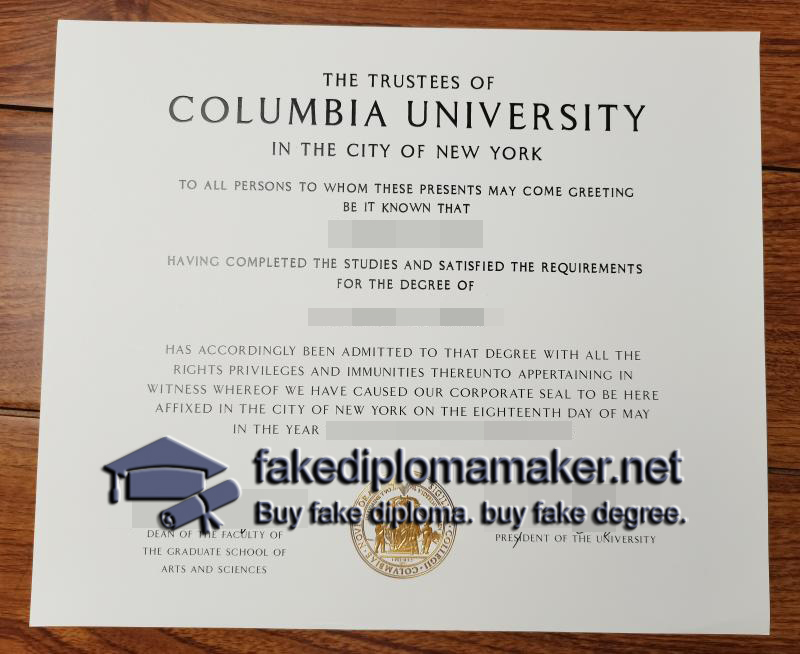 THE TRUSTEES OF
COLUMBIA UNIVERSITY
IN THE CITY OF NEW YORK
TO ALL PERSONS TO WHOM THESE PRESENTS MAY COME GREETING
BE IT KNOWN THAT
HAVING COMPLETED THE STUDIES AND SATISFIED THE REQUIREMENTS
FOR THE DEGREE OF
HAS ACCORDINGLY BEEN ADMITTED TO THAT DEGREE WITH ALL THE
RIGHTS PRIVILEGES AND IMMUNITIES THEREUNTO APPERTAINING IN
WITNESS WHEREOF WE HAVE CAUSED OUR CORPORATE SEAL TO BE HERE
AFFIXED IN THE CITY OF NEW YORK ON THE EIGHTEENTH DAY OF MAY
IN THE YEAR
fakediplomamaker.net
Buy fake diploma. buy fake degree.
DEAN OF THE FACULTY OF
THE GRADUATE SCHOOL OF
ARTS AND SCIENCES
PRESIDENT OF THE UNIVERSITY